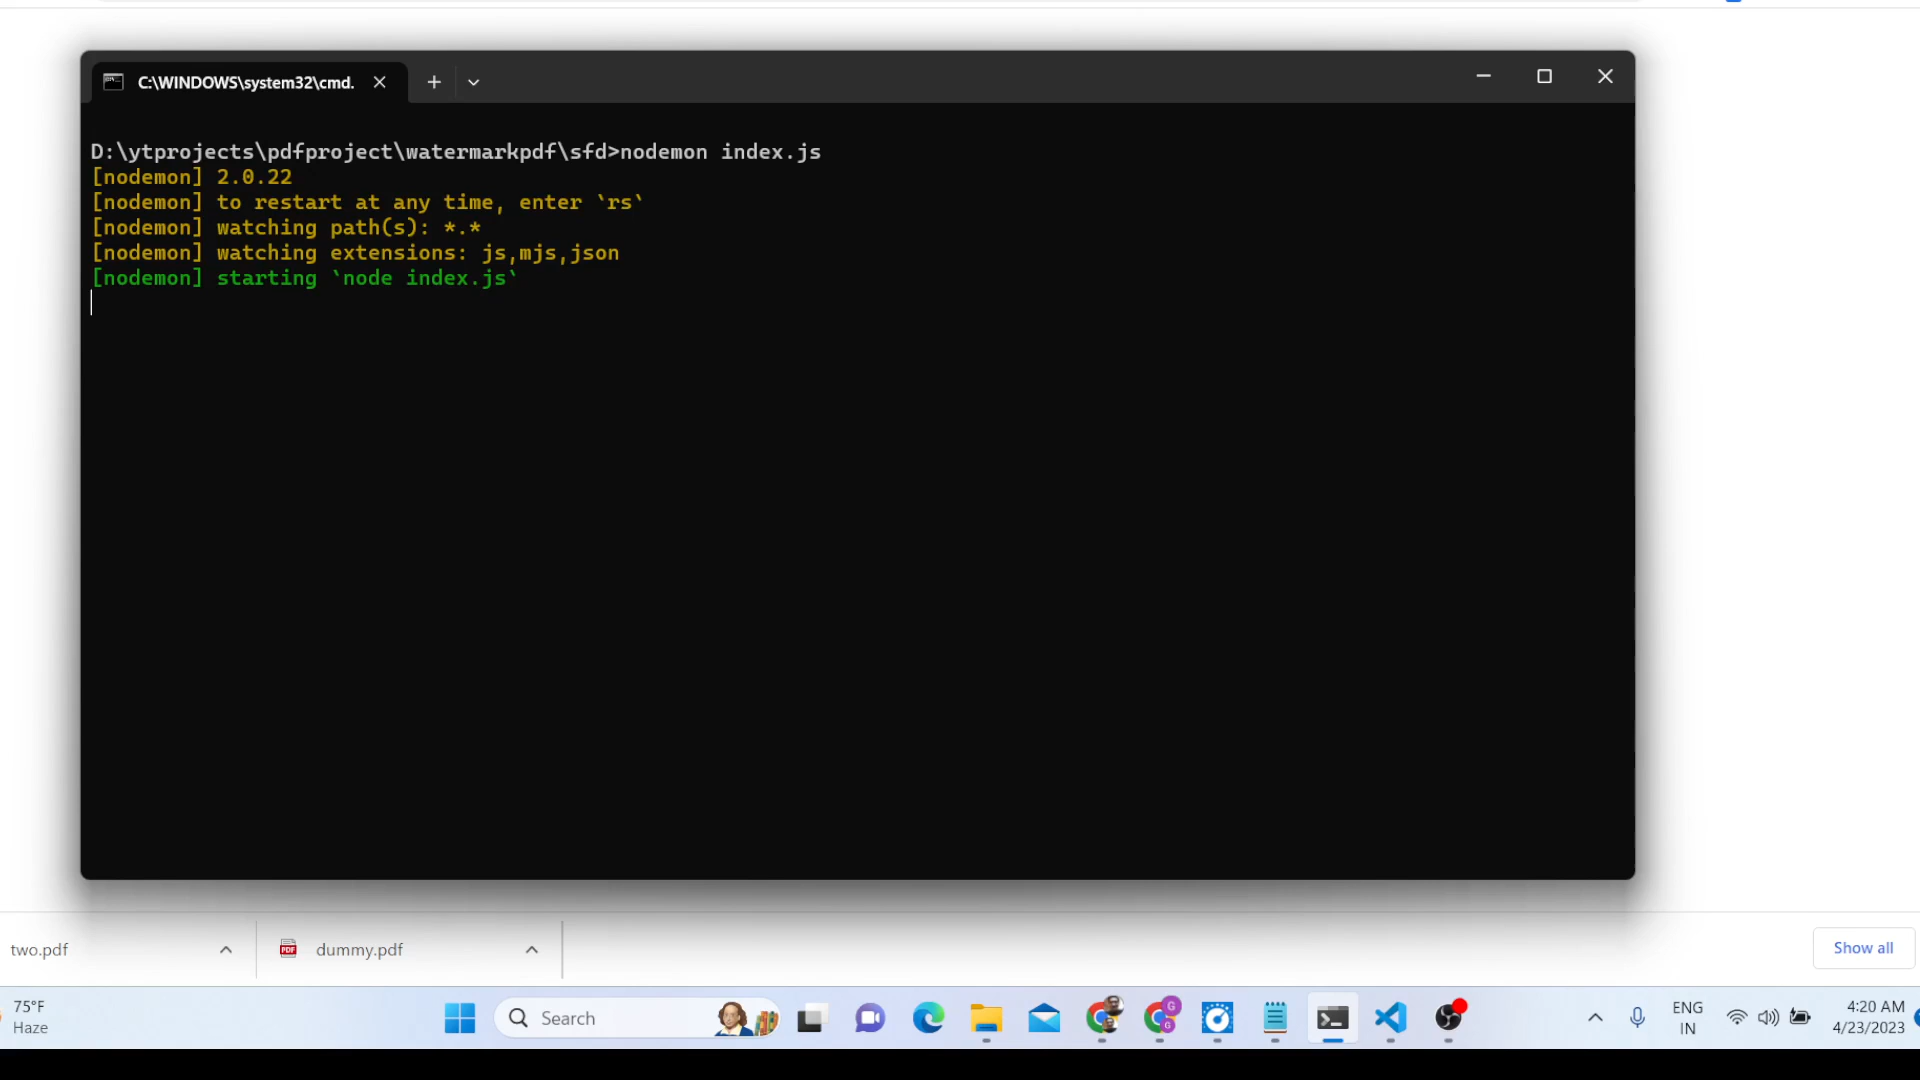 C:\WINDOWS\system32\cmd.
D:\ytprojects\pdfproject\watermarkpdf\sfd>nodemon index.js
[nodemon] 2.0.22
[nodemon] to restart at any time, enter `rs`
[nodemon] watching path(s): *.*
[nodemon] watching extensions: js,mjs,json
[nodemon] starting `node index.js`
two.pdf
PDF
dummy.pdf
Show all
75°F
Haze
Search
G
G
ENG
IN
4:20 AM
4/23/2023